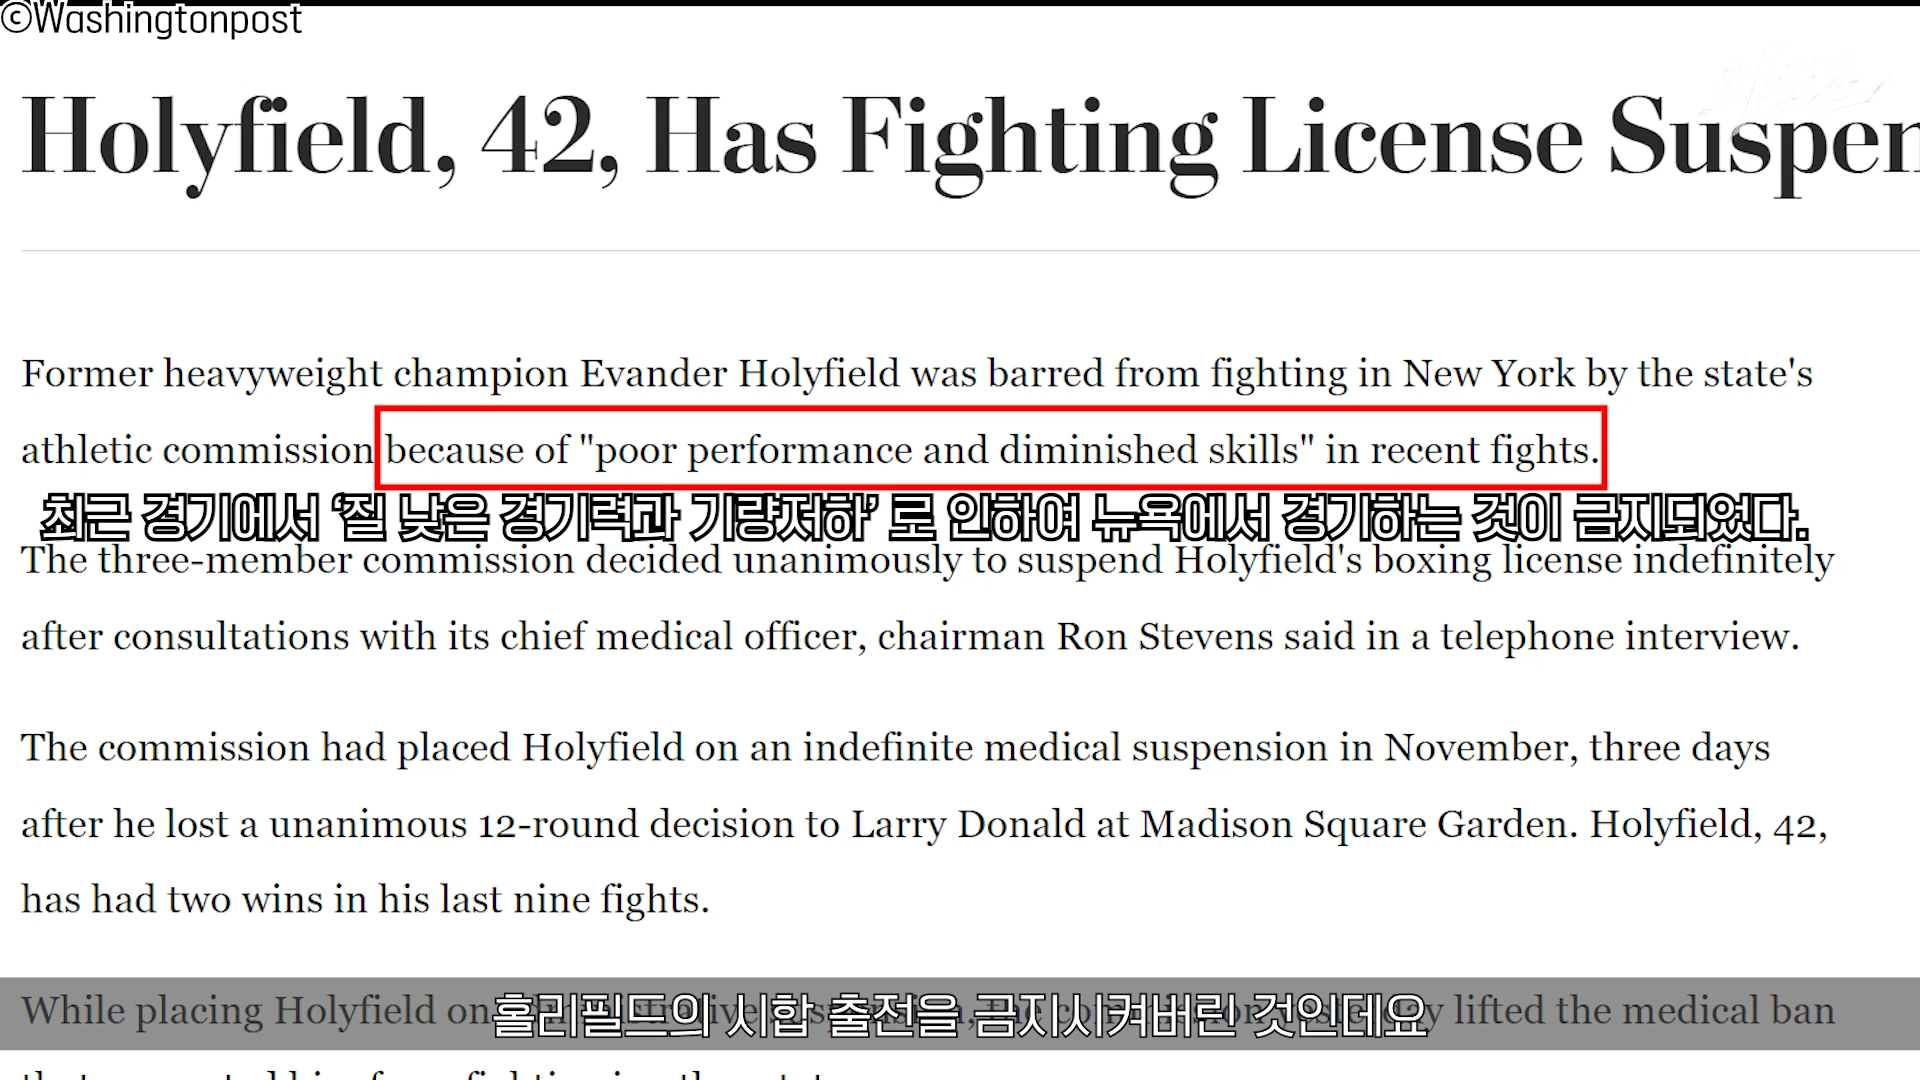 ©Washingtonpost
Holyfield, 42, Has Fighting License Suspen
Former heavyweight champion Evander Holyfield was barred from fighting in New York by the state's
athletic commission because of "poor performance and diminished skills" in recent fights.
최근 경기에서 ‘질 낮은 경기력과 기량저하’ 로 인하여 뉴욕에서 경기하는 것이 금지되었다.
The three-member commission decided unanimously to suspend Holyfield's boxing license indefinitely
after consultations with its chief medical officer, chairman Ron Stevens said in a telephone interview.
The commission had placed Holyfield on an indefinite medical suspension in November, three days
after he lost a unanimous 12-round decision to Larry Donald at Madison Square Garden. Holyfield, 42,
has had two wins in his last nine fights.
While placing Holyfield on the commission yesterday lifted the medical ban
홀리필드의 시합 출전을 금지시켜버린 것인데요